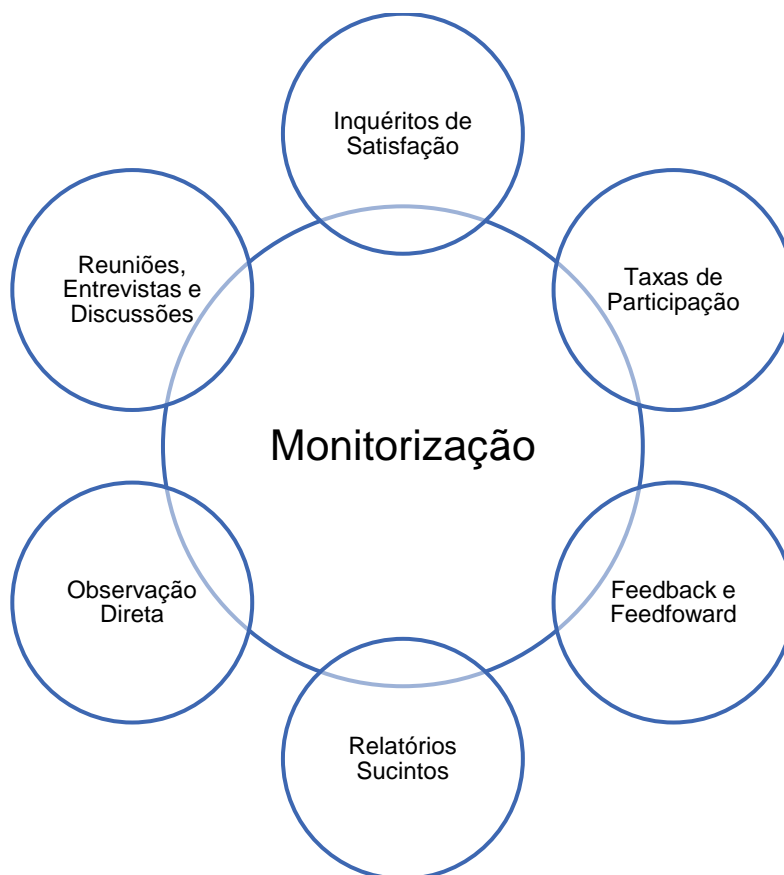 Inquéritos de
Satisfação
Reuniões,
Entrevistas e
Discussões
Taxas de
Participação
Monitorização
Observação
Direta
Feedback e
Feedfoward
Relatórios
Sucintos